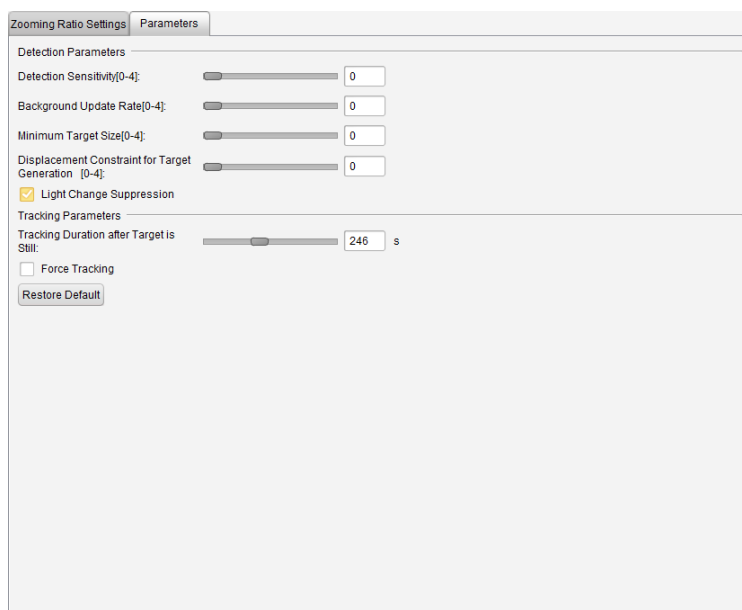 Zooming Ratio Settings Parameters
Detection Parameters
Detection Sensitivity[0-4]: 0
Background Update Rate[0-4]: 0
Minimum Target Size[0-4]: 0
Displacement Constraint for Target
Generation [0-4]: 0
Light Change Suppression
Tracking Parameters
Tracking Duration after Target is
Still: 246 s
Force Tracking
Restore Default